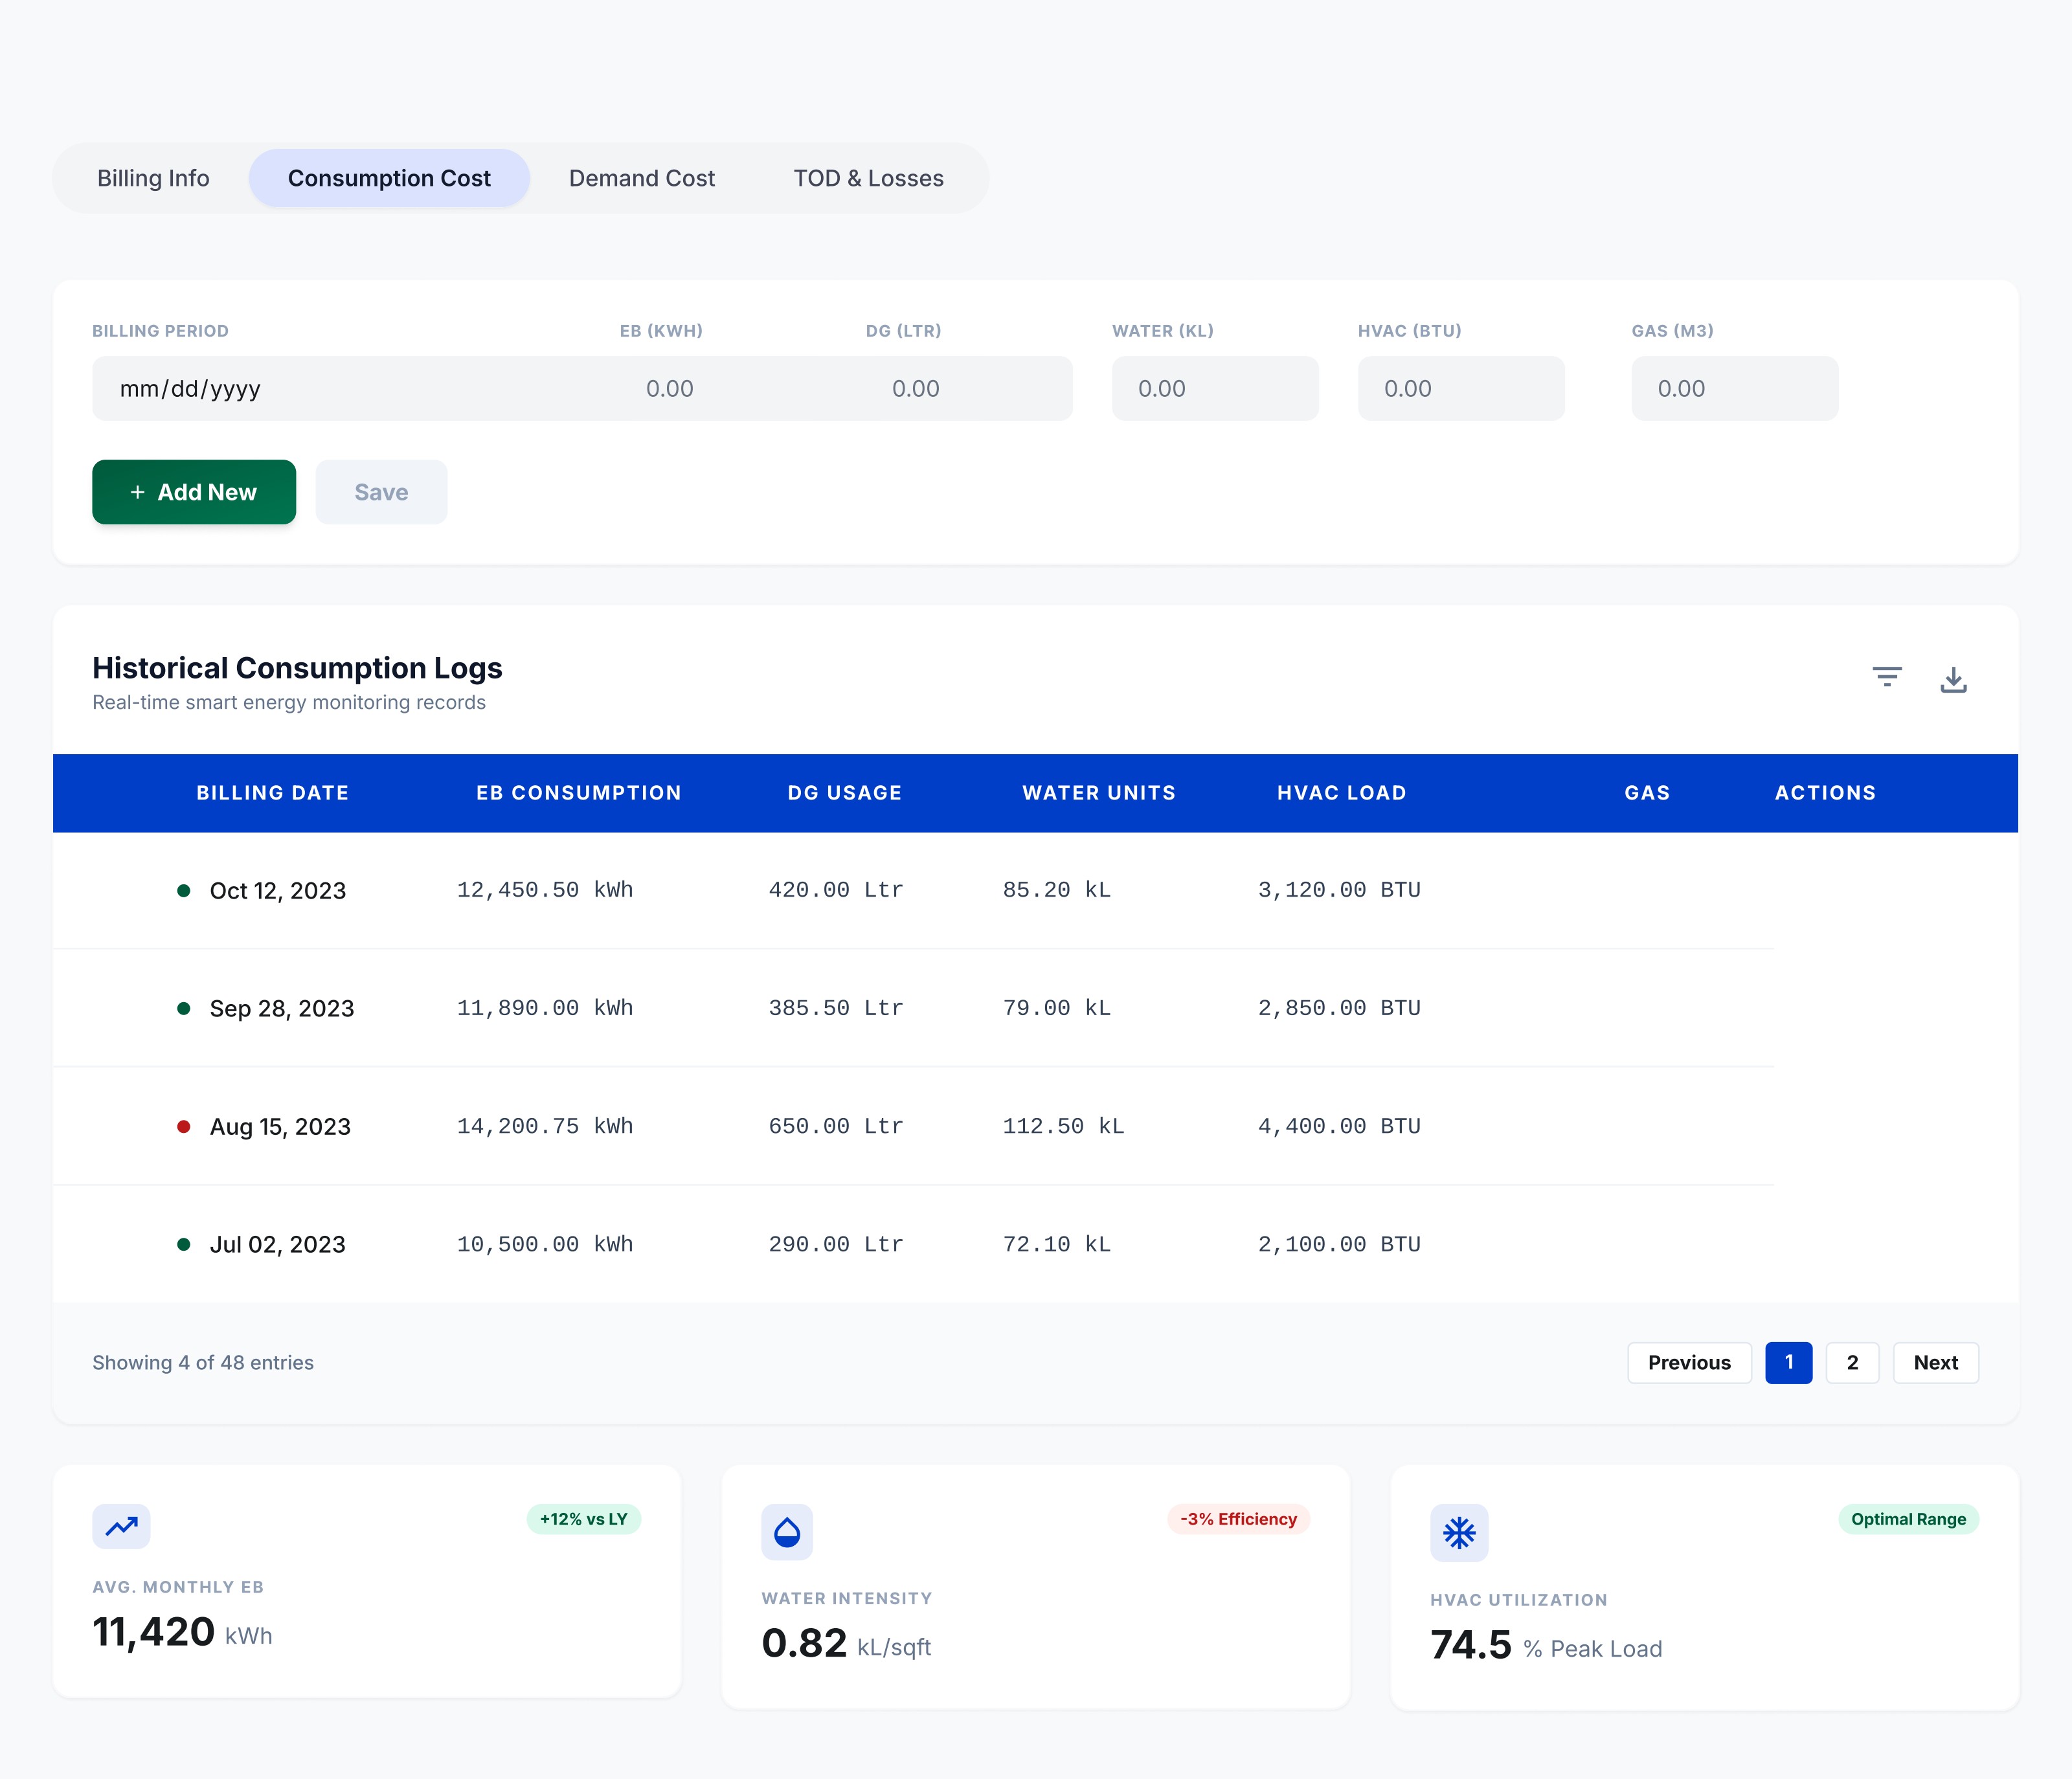 Billing Info Consumption Cost Demand Cost TOD & Losses
BILLING PERIOD EB (KWH) DG (LTR) WATER (KL) HVAC (BTU) GAS (M3)
mm/dd/yyyy 0.00 0.00 0.00 0.00 0.00
+ Add New Save
Historical Consumption Logs
Real-time smart energy monitoring records
BILLING DATE EB CONSUMPTION DG USAGE WATER UNITS HVAC LOAD GAS ACTIONS
Oct 12, 2023 12,450.50 kWh 420.00 Ltr 85.20 kL 3,120.00 BTU
Sep 28, 2023 11,890.00 kWh 385.50 Ltr 79.00 kL 2,850.00 BTU
Aug 15, 2023 14,200.75 kWh 650.00 Ltr 112.50 kL 4,400.00 BTU
Jul 02, 2023 10,500.00 kWh 290.00 Ltr 72.10 kL 2,100.00 BTU
Showing 4 of 48 entries Previous 1 2 Next
+12% vs LY
AVG. MONTHLY EB
11,420 kWh
-3% Efficiency
WATER INTENSITY
0.82 kL/sqft
Optimal Range
HVAC UTILIZATION
74.5 % Peak Load